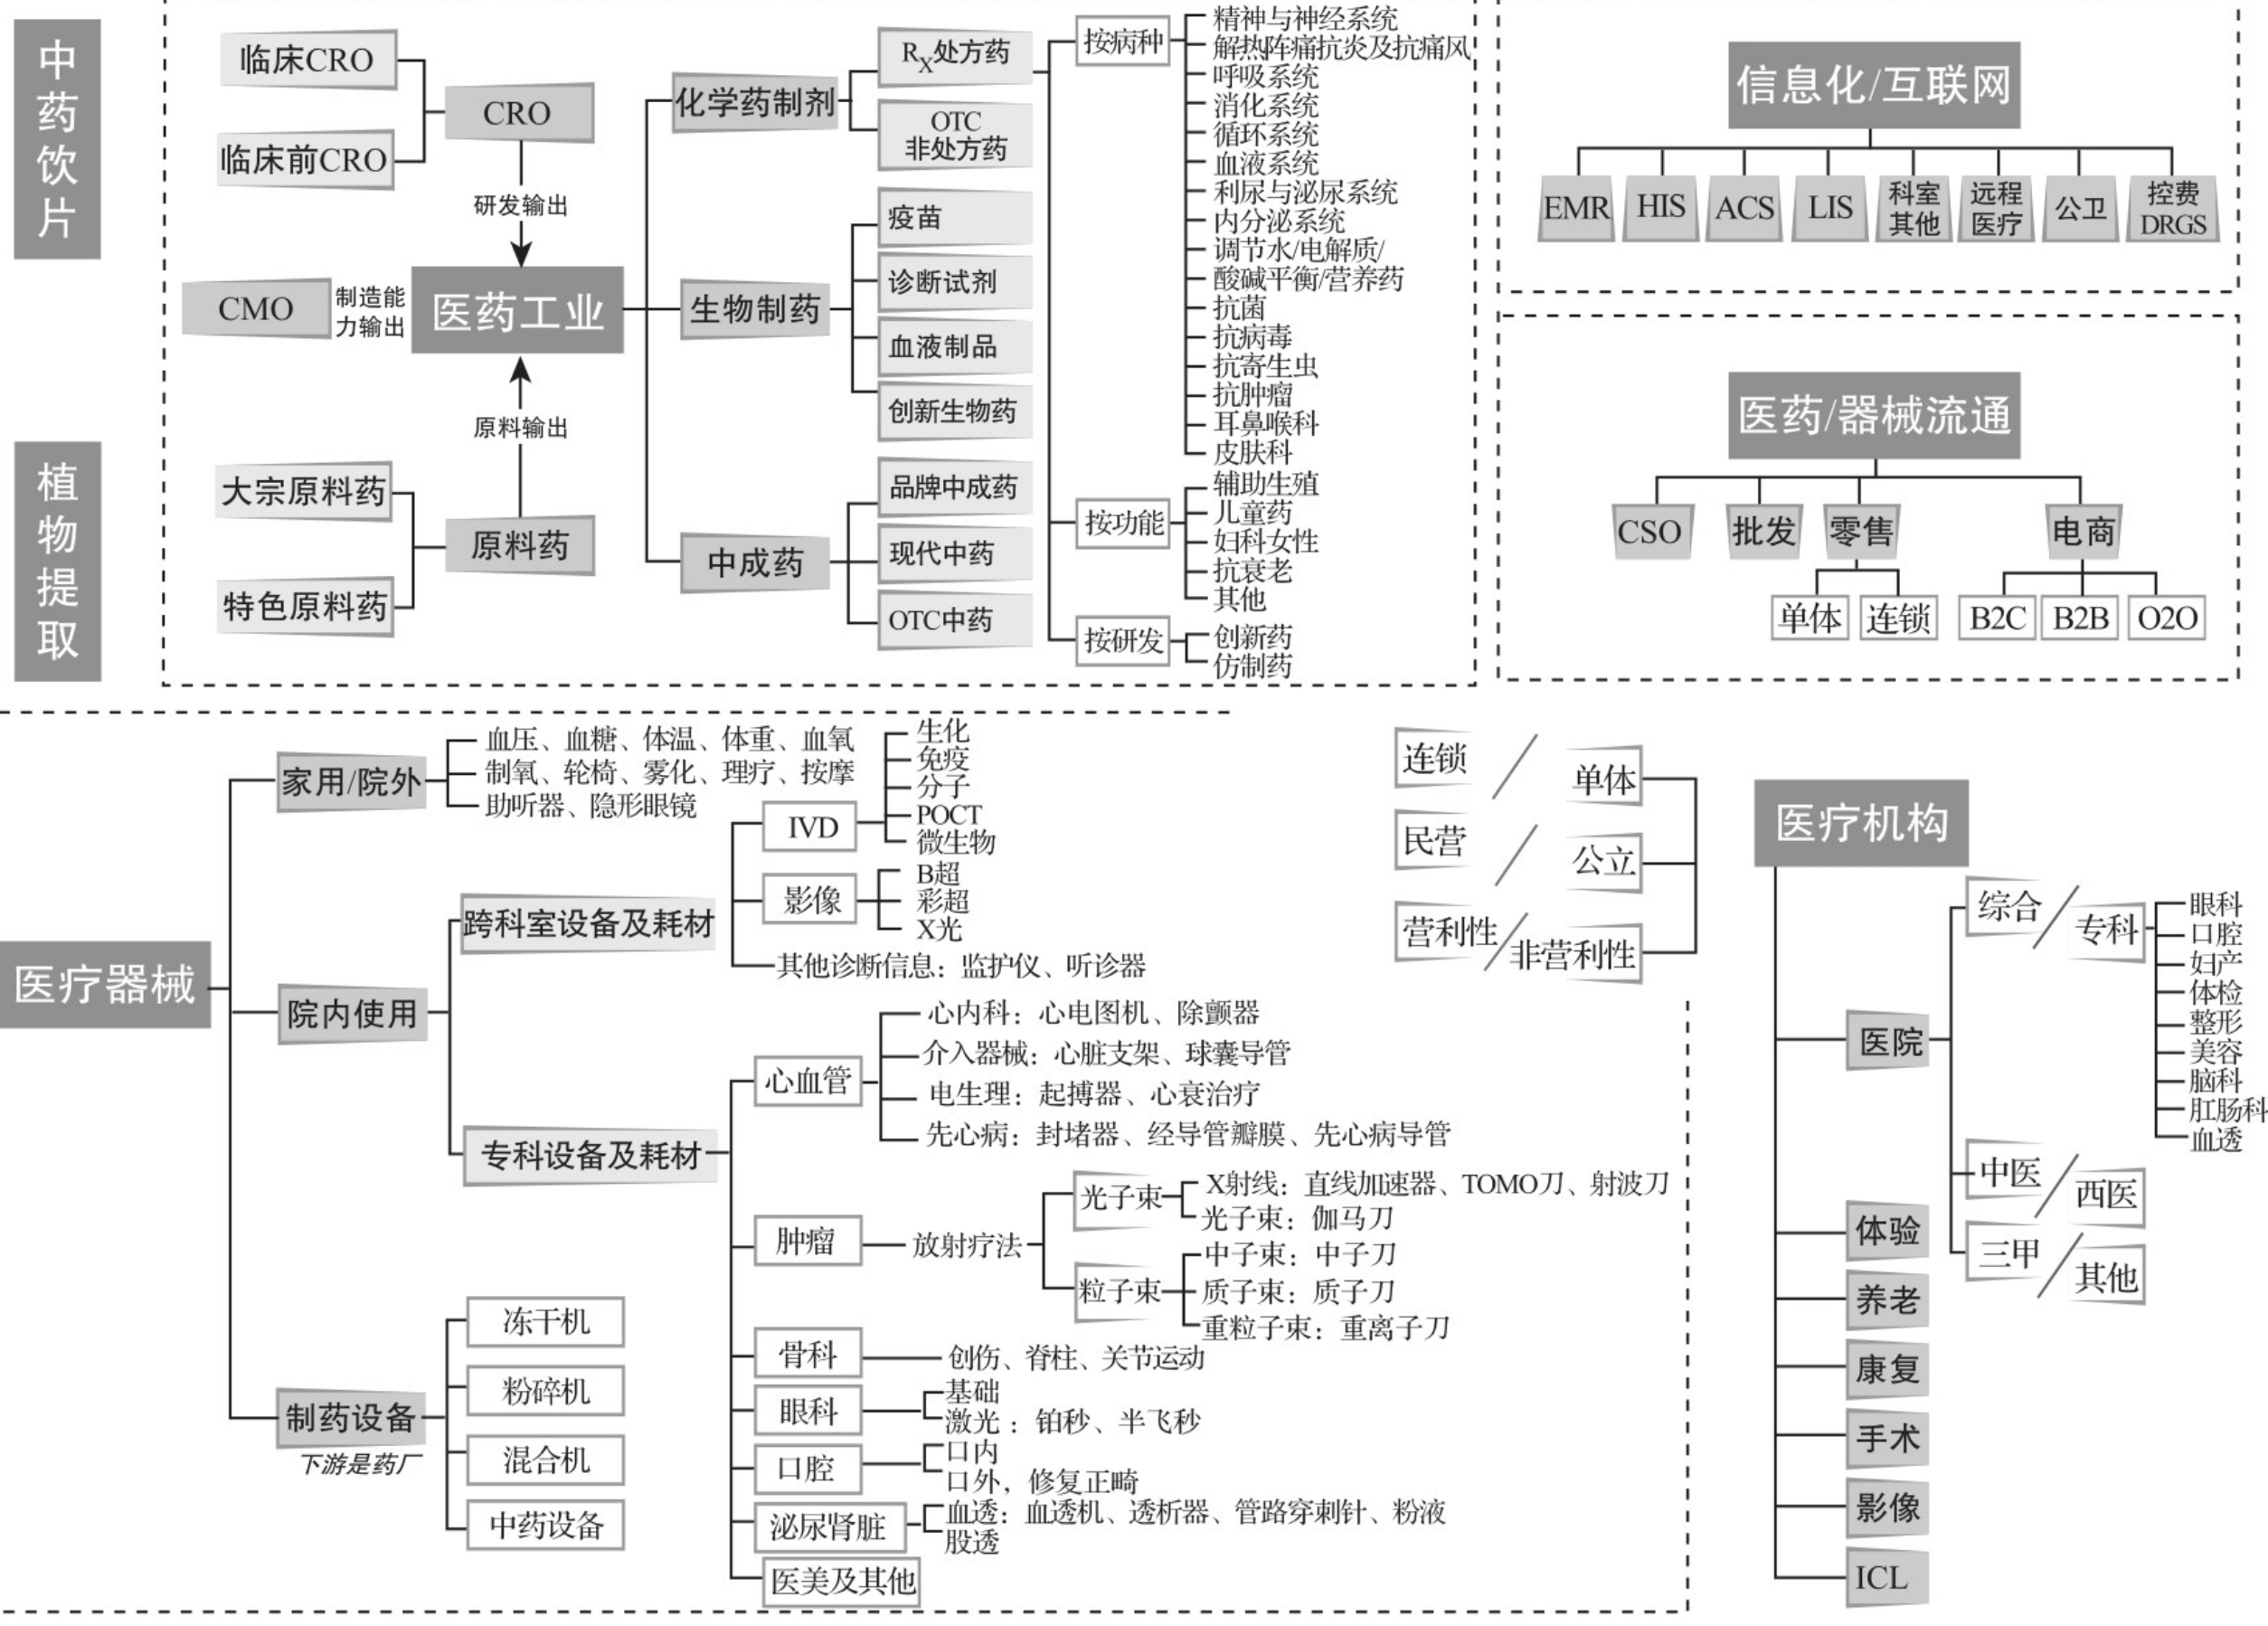 中药饮片
植物提取
临床CRO
临床前CRO
CRO
研发输出
CMO
制造能
力输出
医药工业
原料输出
大宗原料药
特色原料药
原料药
化学药制剂
RX处方药
OTC
非处方药
生物制药
疫苗
诊断试剂
血液制品
创新生物药
中成药
品牌中成药
现代中药
OTC中药
按病种
精神与神经系统
解热阵痛抗炎及抗痛风
呼吸系统
消化系统
循环系统
血液系统
利尿与泌尿系统
内分泌系统
调节水/电解质/
酸碱平衡/营养药
抗菌
抗病毒
抗寄生虫
抗肿瘤
耳鼻喉科
皮肤科
按功能
辅助生殖
儿童药
妇科女性
抗衰老
其他
按研发
创新药
仿制药
信息化/互联网
EMR
HIS
ACS
LIS
科室
其他
远程
医疗
公卫
控费
DRGS
医药/器械流通
CSO
批发
零售
电商
单体
连锁
B2C
B2B
O2O
医疗器械
家用/院外
血压、血糖、体温、体重、血氧
制氧、轮椅、雾化、理疗、按摩
助听器、隐形眼镜
院内使用
跨科室设备及耗材
IVD
生化
免疫
分子
POCT
微生物
影像
B超
彩超
X光
其他诊断信息：监护仪、听诊器
专科设备及耗材
心血管
心内科：心电图机、除颤器
介入器械：心脏支架、球囊导管
电生理：起搏器、心衰治疗
先心病：封堵器、经导管瓣膜、先心病导管
肿瘤
放射疗法
光子束
X射线：直线加速器、TOMO刀、射波刀
光子束：伽马刀
粒子束
中子束：中子刀
质子束：质子刀
重粒子束：重离子刀
骨科
创伤、脊柱、关节运动
眼科
基础
激光：铂秒、半飞秒
口腔
口内
口外，修复正畸
泌尿肾脏
血透：血透机、透析器、管路穿刺针、粉液
股透
医美及其他
制药设备
下游是药厂
冻干机
粉碎机
混合机
中药设备
连锁/单体
民营/公立
营利性/非营利性
医疗机构
医院
综合/专科
眼科
口腔
妇产
体检
整形
美容
脑科
肛肠科
血透
中医/西医
三甲/其他
体验
养老
康复
手术
影像
ICL